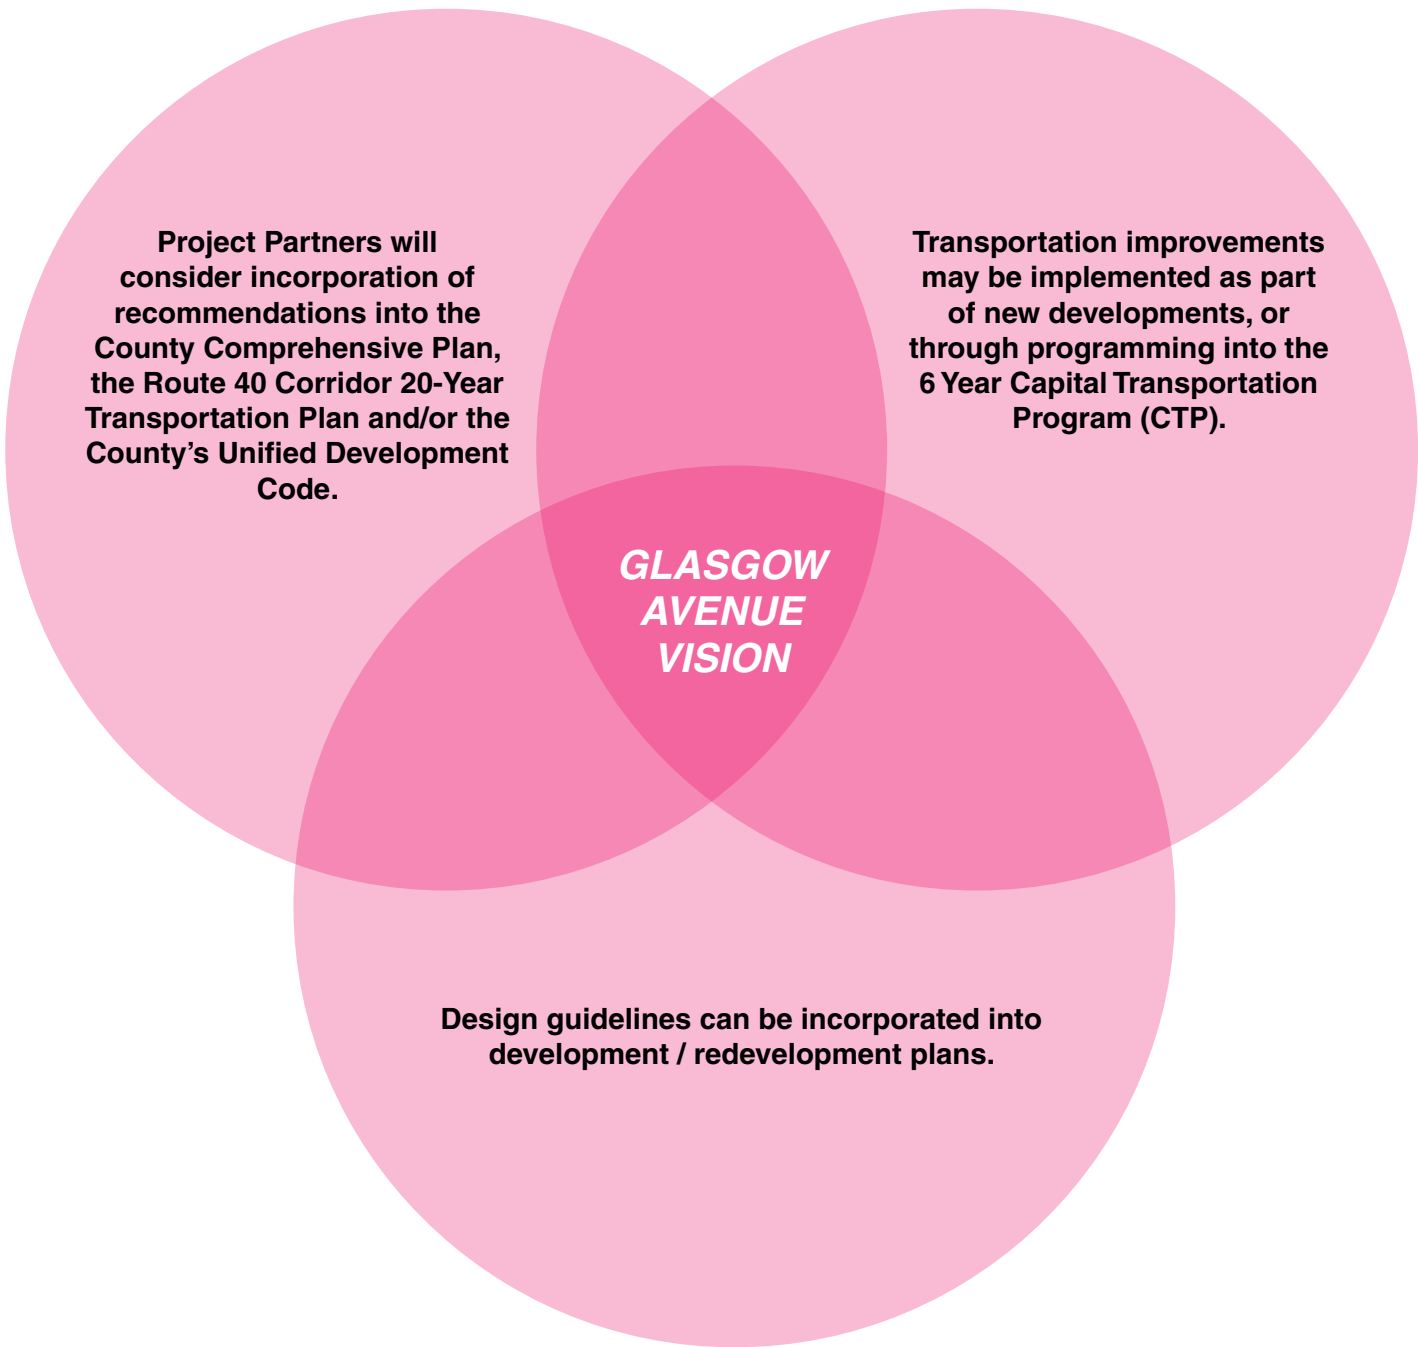 Project Partners will
consider incorporation of
recommendations into the
County Comprehensive Plan,
the Route 40 Corridor 20-Year
Transportation Plan and/or the
County’s Unified Development
Code.
Transportation improvements
may be implemented as part
of new developments, or
through programming into the
6 Year Capital Transportation
Program (CTP).
GLASGOW
AVENUE
VISION
Design guidelines can be incorporated into
development / redevelopment plans.